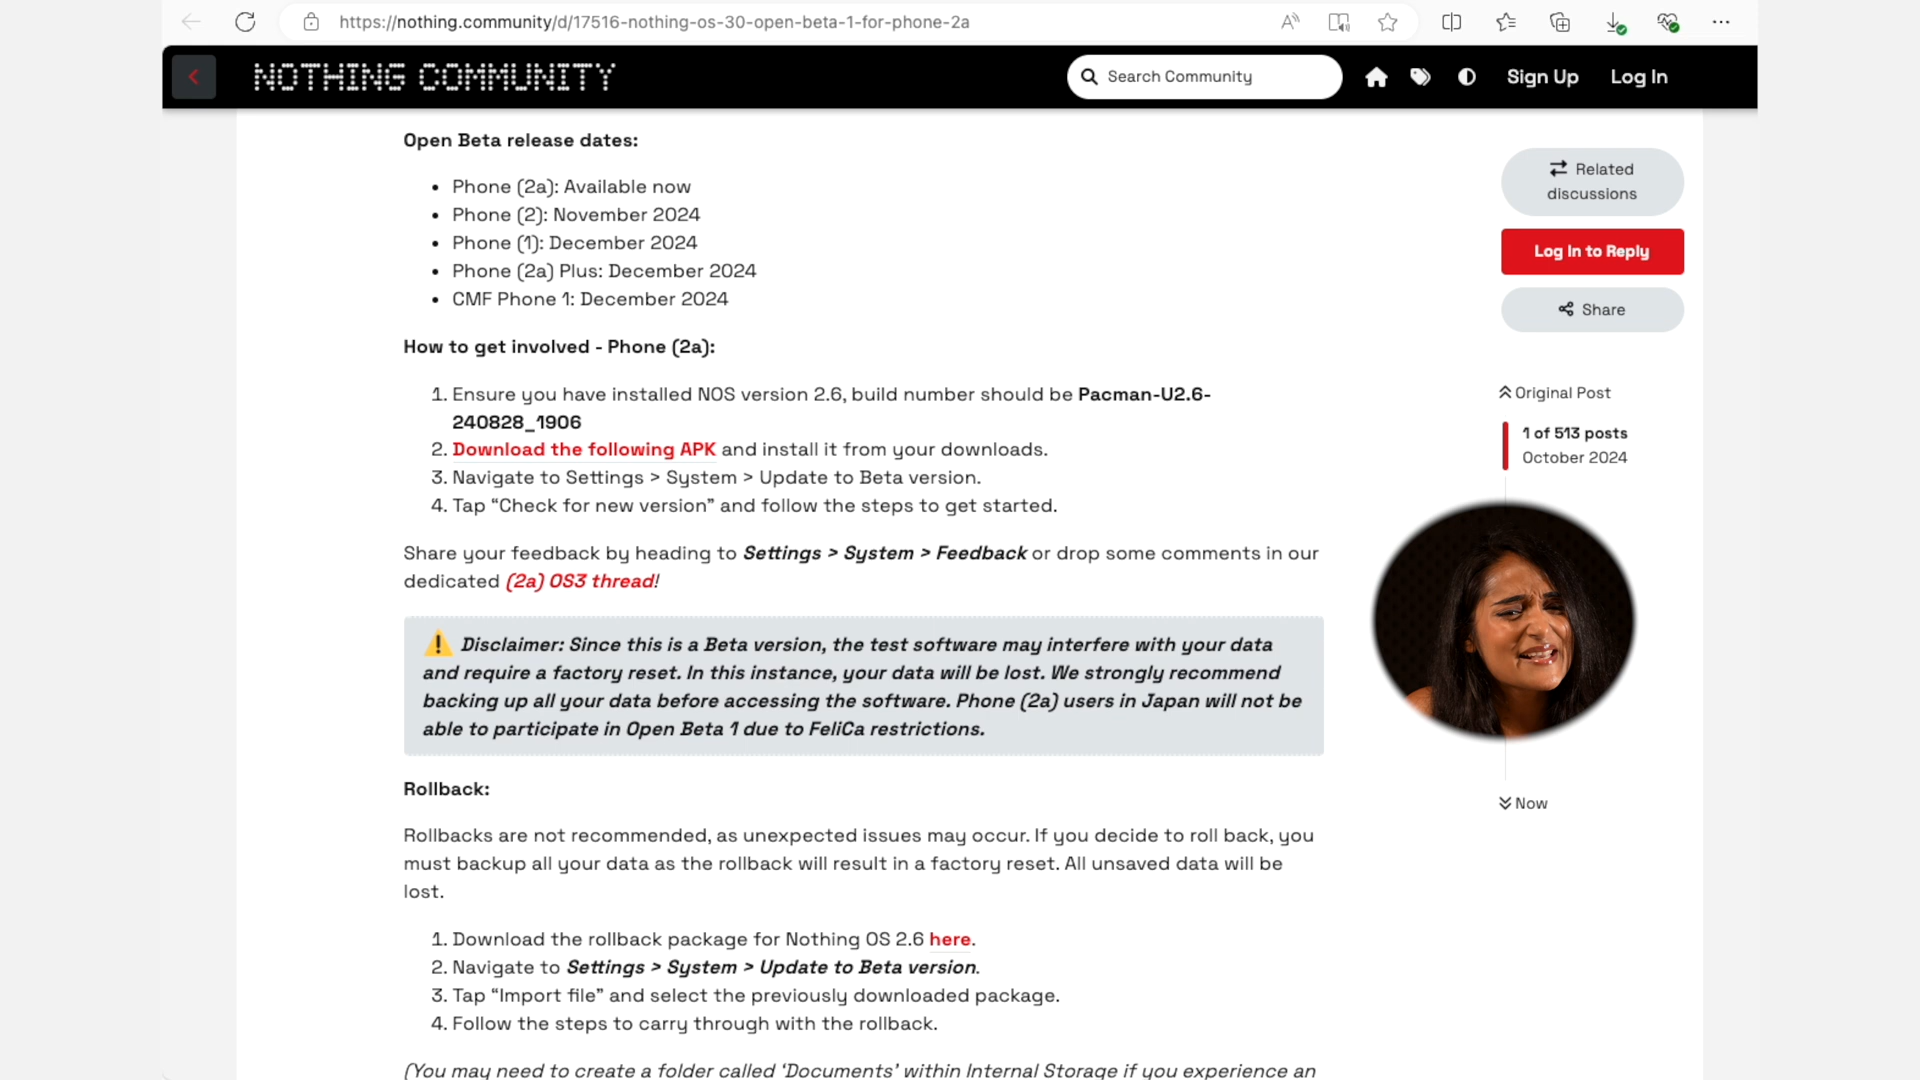 https://nothing.community/d/17516-nothing-os-30-open-beta-1-for-phone-2a
NOTHING COMMUNITY
Search Community
Sign Up
Log In
Open Beta release dates:
• Phone (2a): Available now
• Phone (2): November 2024
• Phone (1): December 2024
• Phone (2a) Plus: December 2024
• CMF Phone 1: December 2024
How to get involved - Phone (2a):
1. Ensure you have installed NOS version 2.6, build number should be Pacman-U2.6-
240828_1906
2. Download the following APK and install it from your downloads.
3. Navigate to Settings > System > Update to Beta version.
4. Tap “Check for new version” and follow the steps to get started.
Share your feedback by heading to Settings > System > Feedback or drop some comments in our
dedicated (2a) OS3 thread!
⚠️ Disclaimer: Since this is a Beta version, the test software may interfere with your data
and require a factory reset. In this instance, your data will be lost. We strongly recommend
backing up all your data before accessing the software. Phone (2a) users in Japan will not be
able to participate in Open Beta 1 due to FeliCa restrictions.
Rollback:
Rollbacks are not recommended, as unexpected issues may occur. If you decide to roll back, you
must backup all your data as the rollback will result in a factory reset. All unsaved data will be
lost.
1. Download the rollback package for Nothing OS 2.6 here.
2. Navigate to Settings > System > Update to Beta version.
3. Tap “Import file” and select the previously downloaded package.
4. Follow the steps to carry through with the rollback.
(You may need to create a folder called ‘Documents’ within Internal Storage if you experience an
Related
discussions
Log In to Reply
Share
Original Post
1 of 513 posts
October 2024
Now